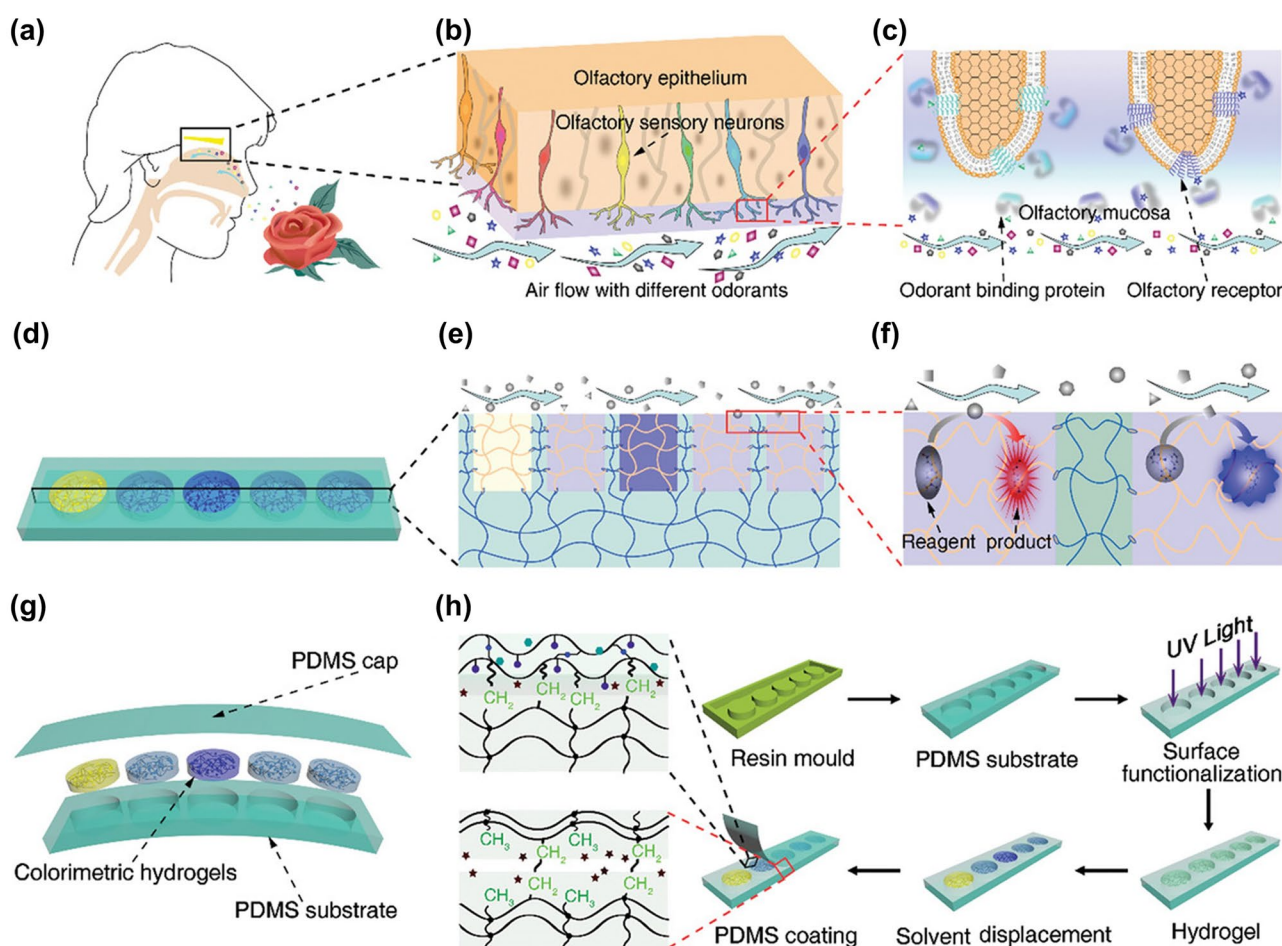 (a)
(b)
Olfactory epithelium
Olfactory sensory neurons
Air flow with different odorants
(c)
Olfactory mucosa
Odorant binding protein
Olfactory receptor
(d)
(e)
(f)
Reagent product
(g)
PDMS cap
Colorimetric hydrogels
PDMS substrate
(h)
CH2
CH2
CH2
CH2
CH3
CH3
CH2
CH2
CH2
CH2
CH3
CH3
Resin mould
PDMS substrate
UV Light
Surface
functionalization
Hydrogel
Solvent displacement
PDMS coating